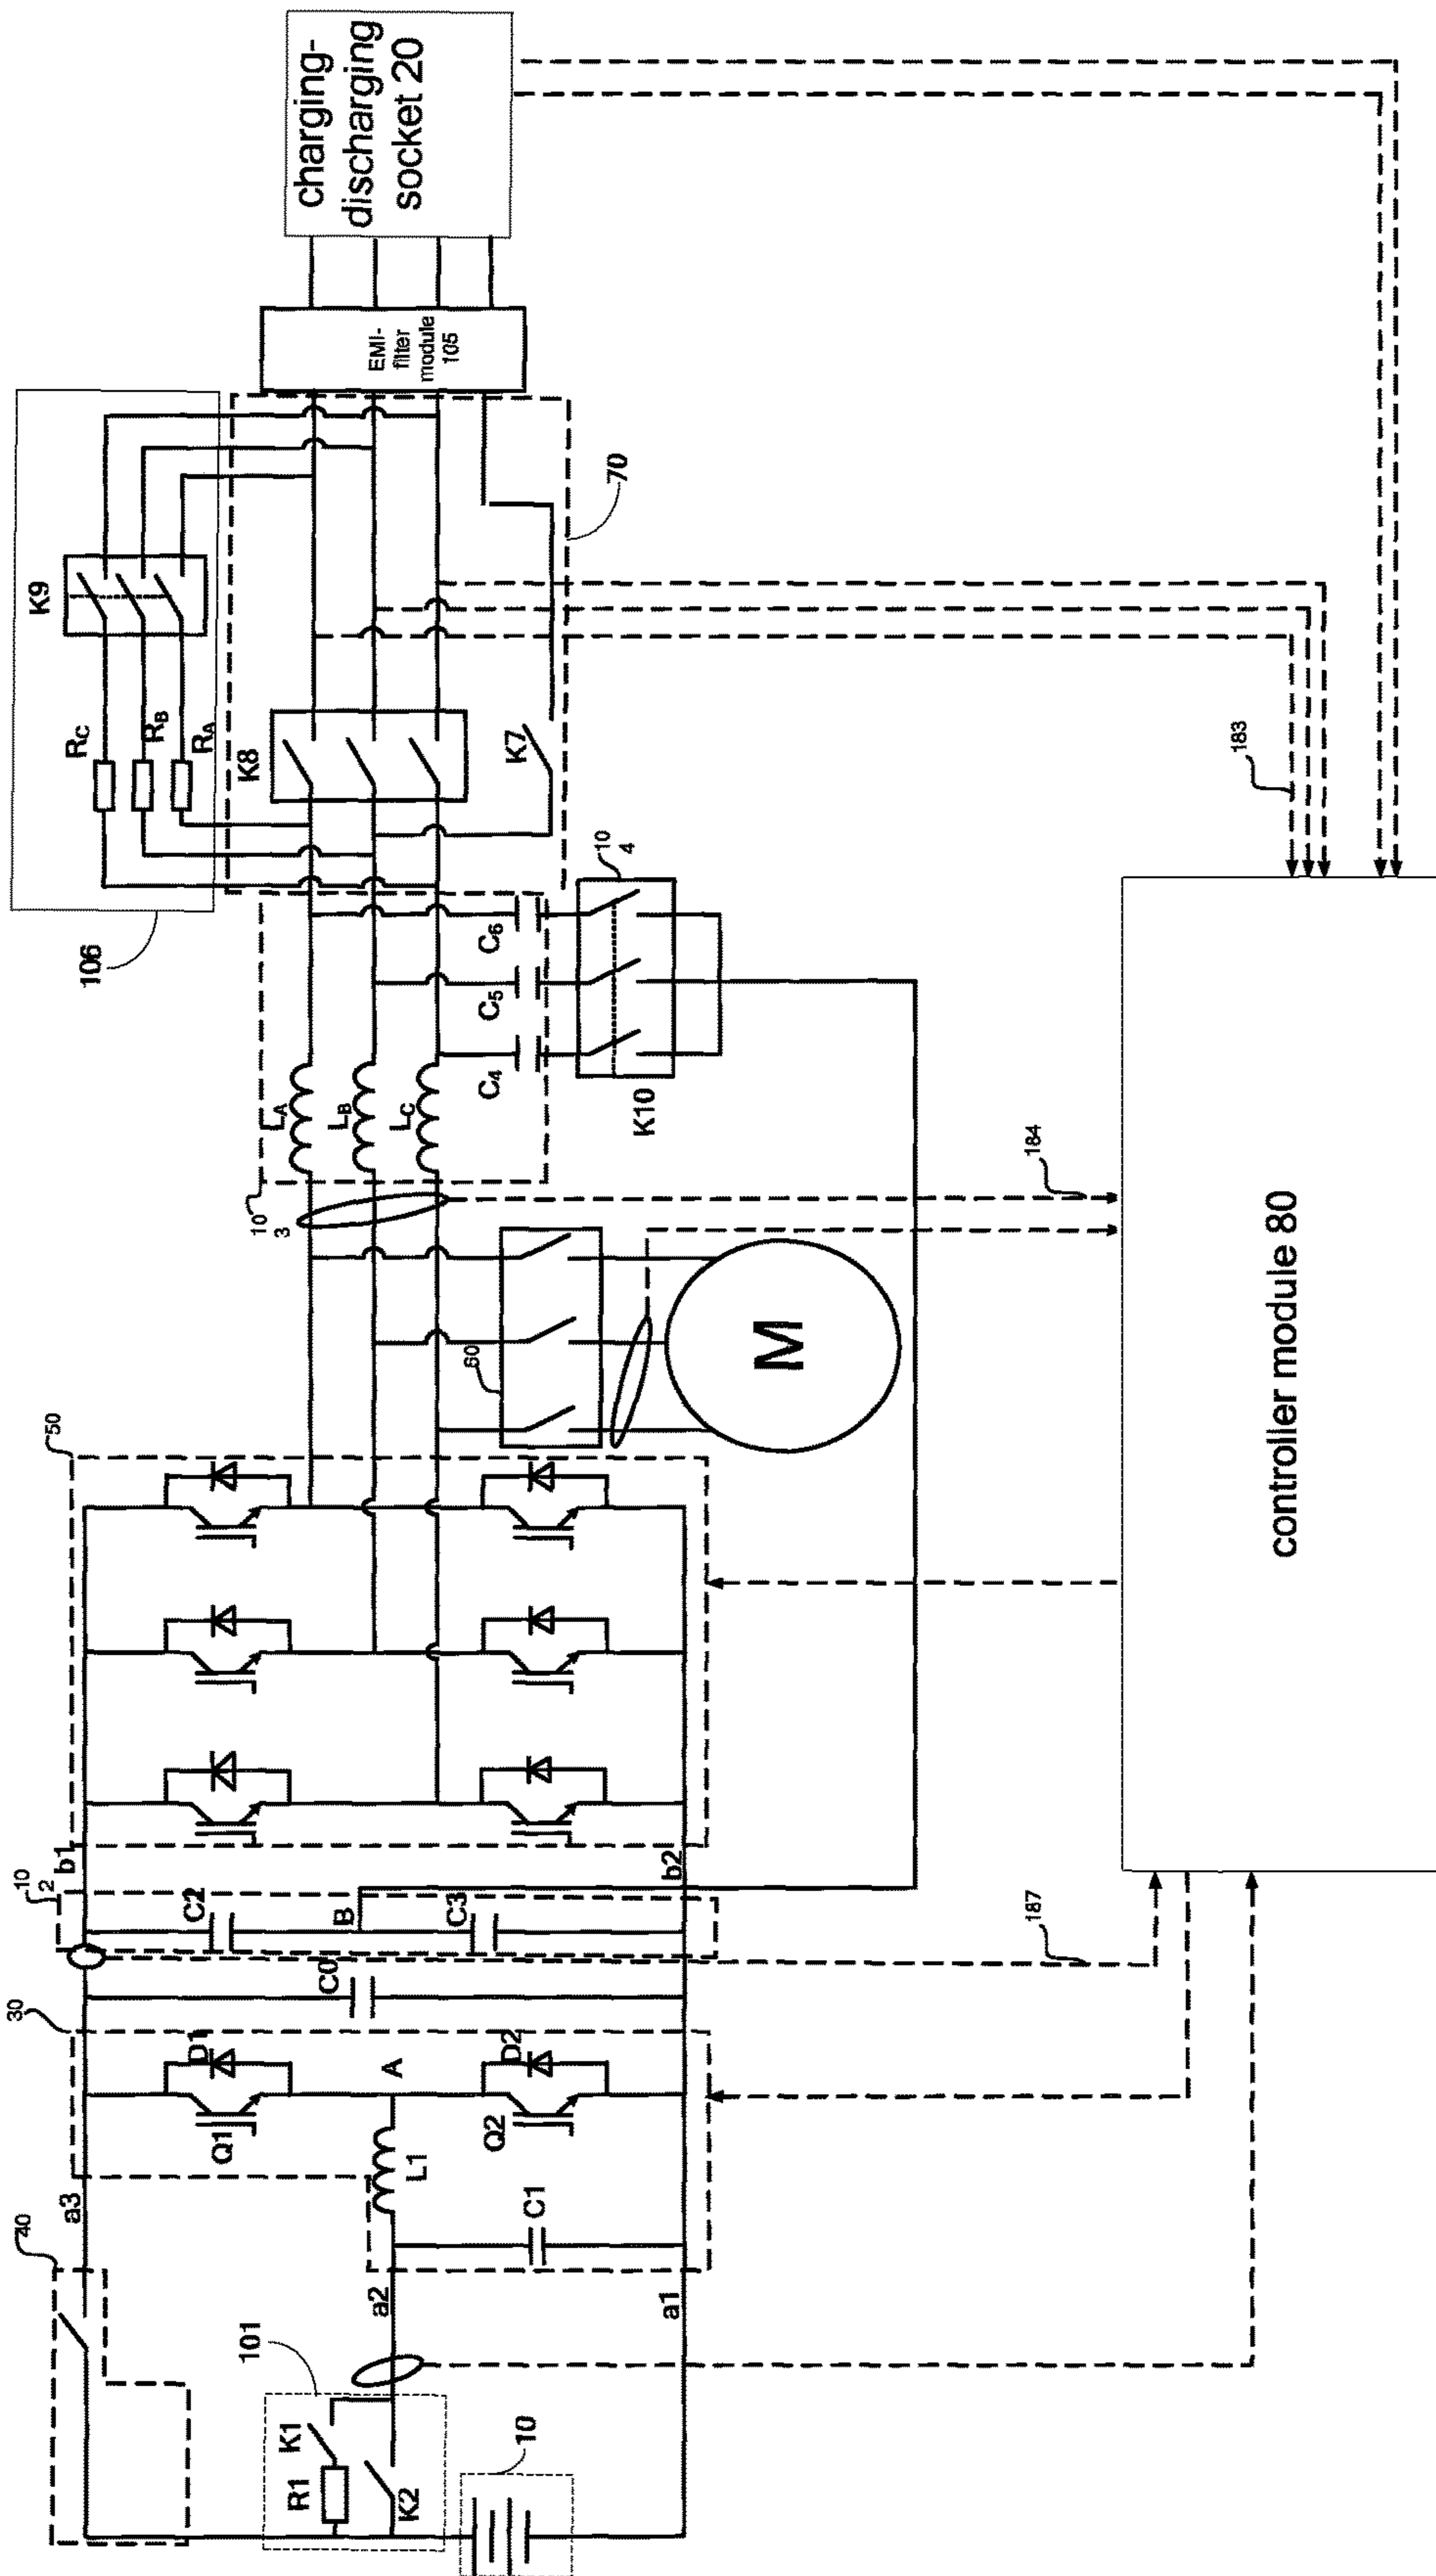 40
a3
30
D1
Q1
A
D2
Q2
L1
C1
a2
a1
101
K1
R1
K2
10
C0
10
2
C2
B
C3
b1
b2
50
60
M
10
3
LA
LB
LC
C4
C5
C6
K10
10
4
106
RC
RB
RA
K9
K8
K7
70
EMI-
filter
module
105
charging-
discharging
socket 20
187
184
183
controller module 80